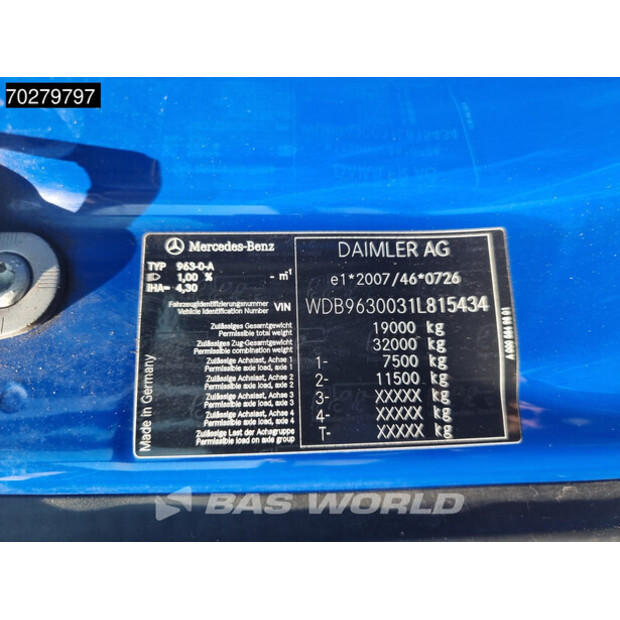 70279797
Mercedes-Benz
DAIMLER AG
TYP 963-0-A
1,00 % - m⁻¹
IHA= 4,30
e1*2007/46*0726
Fahrzeugidentifizierungsnummer
Vehicle Identification Number
VIN
WDB9630031L815434
Zulässiges Gesamtgewicht
Permissible total weight
19000 kg
Zulässiges Zug-Gesamtgewicht
Permissible combination weight
32000 kg
Zulässige Achslast, Achse 1
Permissible axle load, axle 1
1- 7500 kg
Zulässige Achslast, Achse 2
Permissible axle load, axle 2
2- 11500 kg
Zulässige Achslast, Achse 3
Permissible axle load, axle 3
3- XXXXX kg
Zulässige Achslast, Achse 4
Permissible axle load, axle 4
4- XXXXX kg
Zulässige Last der Achsgruppe
Permissible load on axle group
T- XXXXX kg
Made in Germany
BAS WORLD